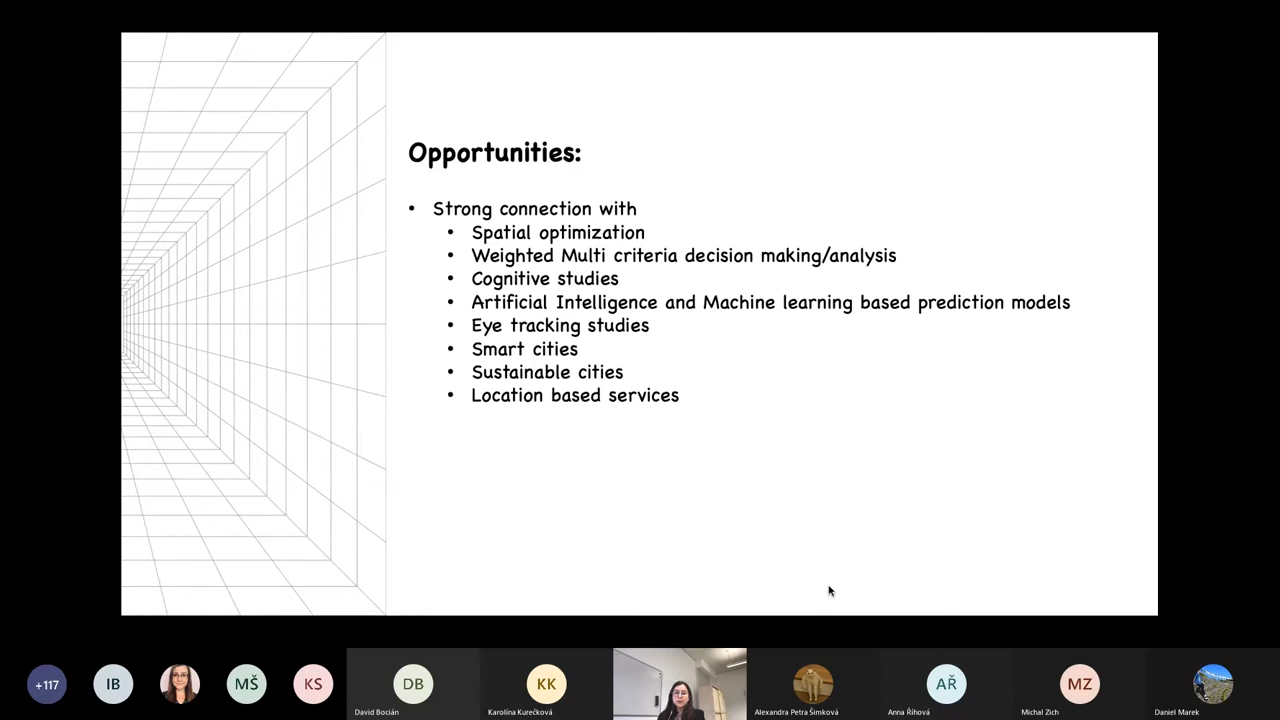 Opportunities:
• Strong connection with
• Spatial optimization
• Weighted Multi criteria decision making/analysis
• Cognitive studies
• Artificial Intelligence and Machine learning based prediction models
• Eye tracking studies
• Smart cities
• Sustainable cities
• Location based services
+117
IB
MŠ
KS
DB
David Bocián
KK
Karolína Kurečková
Alexandra Petra Šimková
AŘ
Anna Říhová
MZ
Michal Zich
Daniel Marek